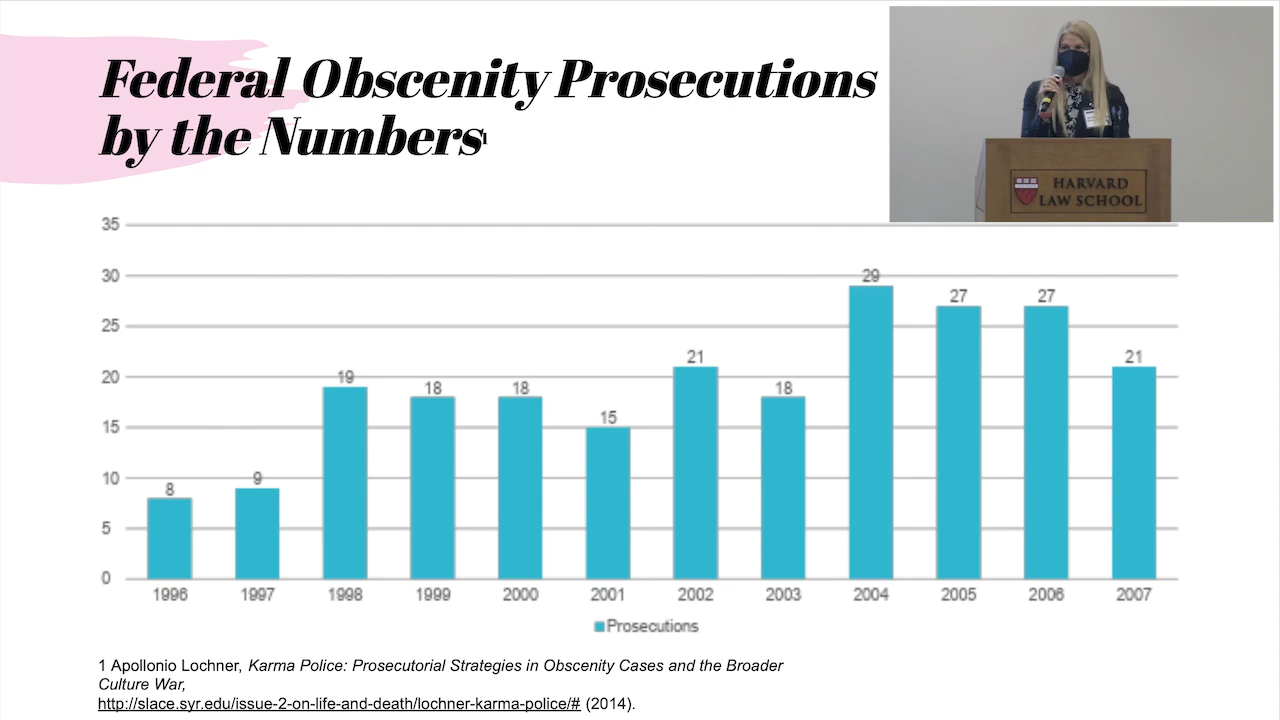 Federal Obscenity Prosecutions
by the Numbers1
HARVARD
LAW SCHOOL
35
30
25
20
15
10
5
0
8
9
19
18
18
15
21
18
29
27
27
21
1996 1997 1998 1999 2000 2001 2002 2003 2004 2005 2006 2007
Prosecutions
1 Apollonio Lochner, Karma Police: Prosecutorial Strategies in Obscenity Cases and the Broader
Culture War,
http://slace.syr.edu/issue-2-on-life-and-death/lochner-karma-police/# (2014).